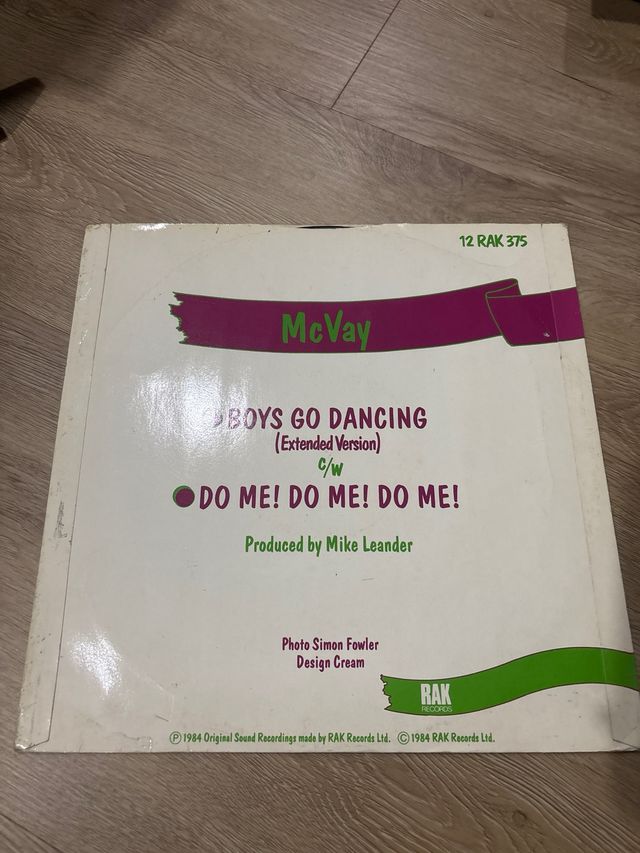 12 RAK 375
McVay
BOYS GO DANCING
(Extended Version)
c/w
DO ME! DO ME! DO ME!
Produced by Mike Leander
Photo Simon Fowler
Design Cream
RAK
RECORDS
Ⓟ 1984 Original Sound Recordings made by RAK Records Ltd. © 1984 RAK Records Ltd.